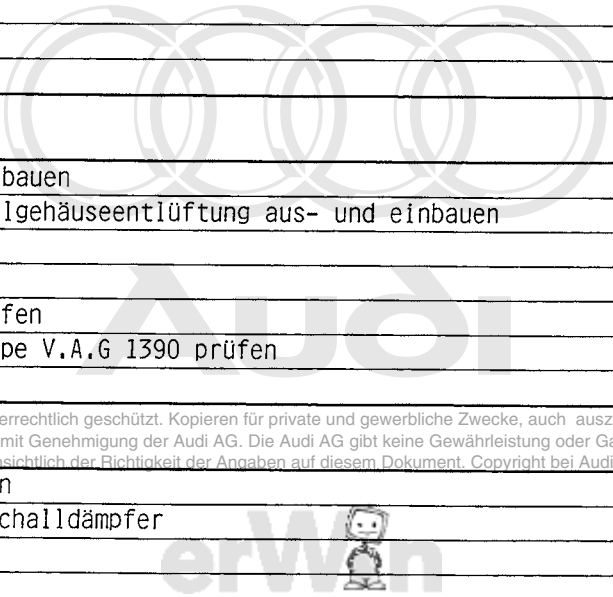 bauen
lgehäuseentlüftung aus- und einbauen
fen
Audi
pe V.A.G 1390 prüfen
errechtlich geschützt. Kopieren für private und gewerbliche Zwecke, auch ausz
mit Genehmigung der Audi AG. Die Audi AG gibt keine Gewährleistung oder Ga
nsichtlich der Richtigkeit der Angaben auf diesem Dokument. Copyright bei Audi
n
challdämpfer
erWin